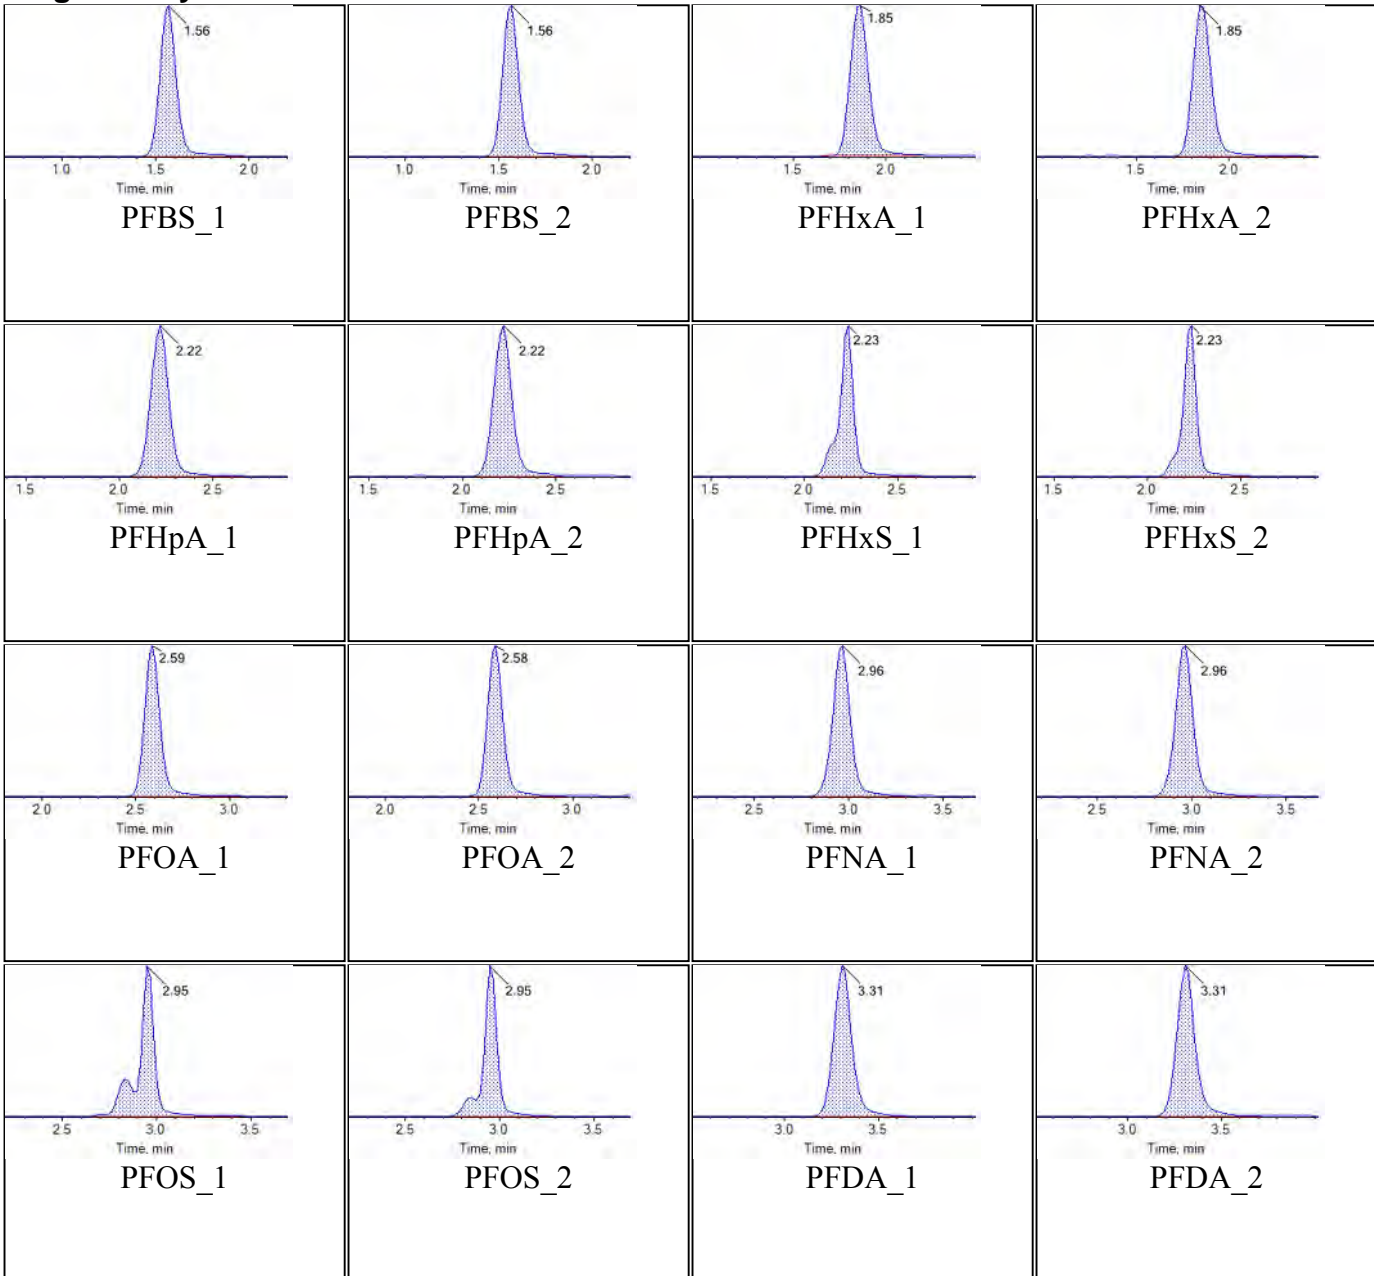 1.56 1.56 1.85 1.85
1.0 1.5 2.0 1.0 1.5 2.0 1.5 2.0 1.5 2.0
Time, min Time, min Time, min Time, min
PFBS_1 PFBS_2 PFHxA_1 PFHxA_2
2.22 2.22 2.23 2.23
1.5 2.0 2.5 1.5 2.0 2.5 1.5 2.0 2.5 1.5 2.0 2.5
Time, min Time, min Time, min Time, min
PFHpA_1 PFHpA_2 PFHxS_1 PFHxS_2
2.59 2.58 2.96 2.96
2.0 2.5 3.0 2.0 2.5 3.0 2.5 3.0 3.5 2.5 3.0 3.5
Time, min Time, min Time, min Time, min
PFOA_1 PFOA_2 PFNA_1 PFNA_2
2.95 2.95 3.31 3.31
2.5 3.0 3.5 2.5 3.0 3.5 3.0 3.5 3.0 3.5
Time, min Time, min Time, min Time, min
PFOS_1 PFOS_2 PFDA_1 PFDA_2